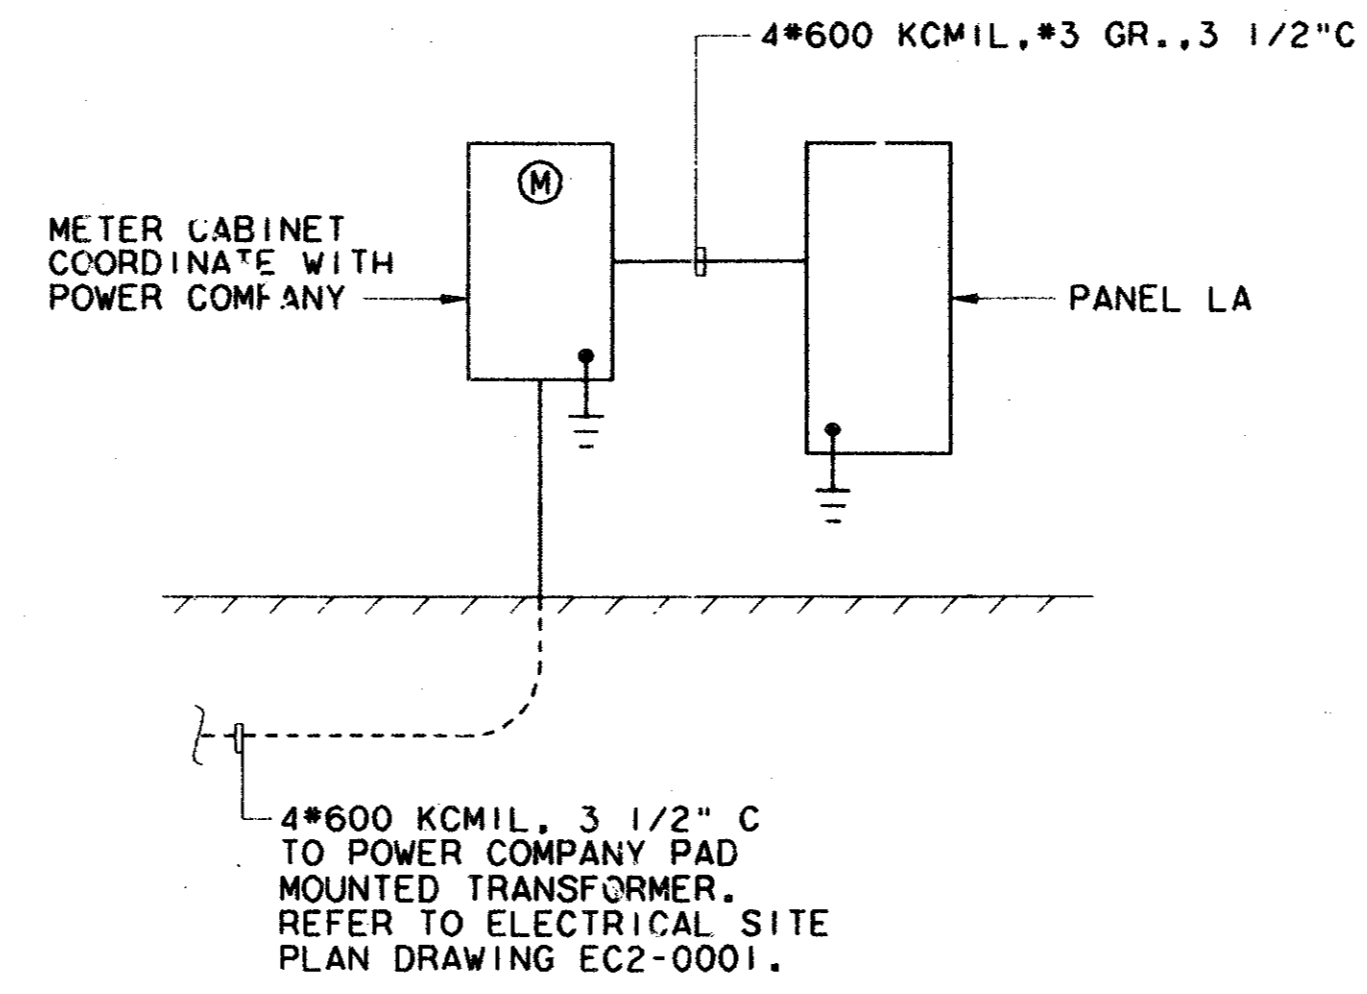 4#600 KCMIL,#3 GR.,3 1/2"C
M
METER CABINET
COORDINATE WITH
POWER COMPANY
PANEL LA
4#600 KCMIL, 3 1/2" C
TO POWER COMPANY PAD
MOUNTED TRANSFORMER.
REFER TO ELECTRICAL SITE
PLAN DRAWING EC2-0001.